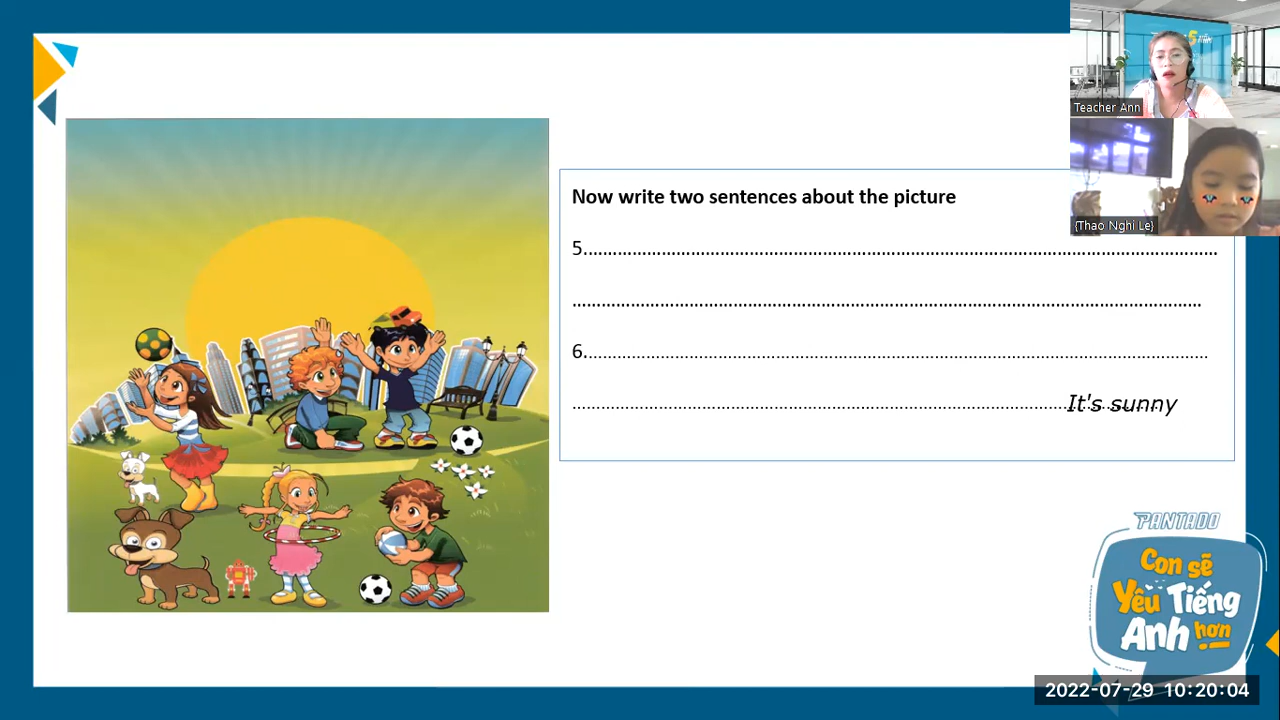 Teacher Ann
{Thao Nghi Le}
Now write two sentences about the picture
5.
6.
It's sunny
PANTADO
Con sẽ
Yêu Tiếng
Anh hơn
2022-07-29 10:20:04